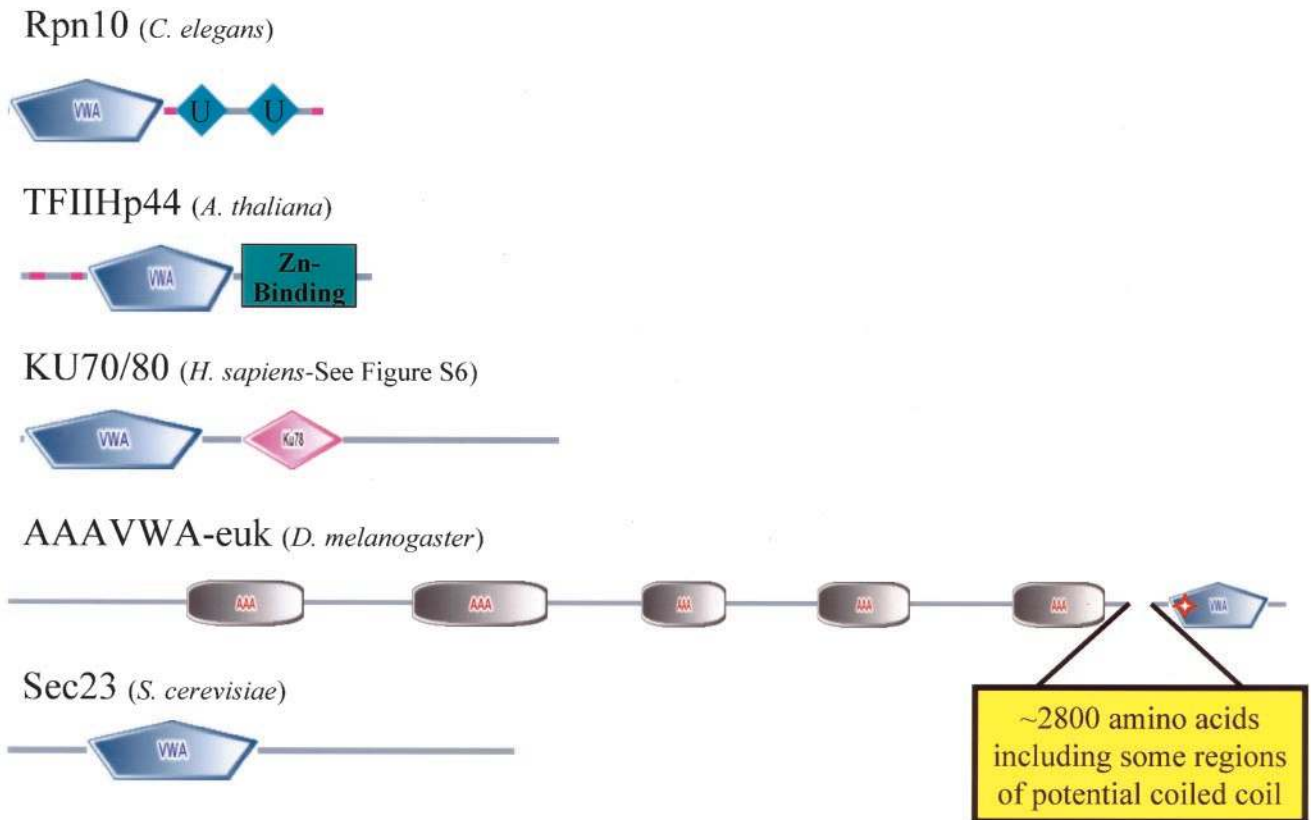 Rpn10 (C. elegans)
VWA U U
TFIIHp44 (A. thaliana)
VWA Zn-
Binding
KU70/80 (H. sapiens-See Figure S6)
VWA Ku78
AAAVWA-euk (D. melanogaster)
AAA AAA AAA AAA AAA VWA
Sec23 (S. cerevisiae)
VWA
~2800 amino acids
including some regions
of potential coiled coil